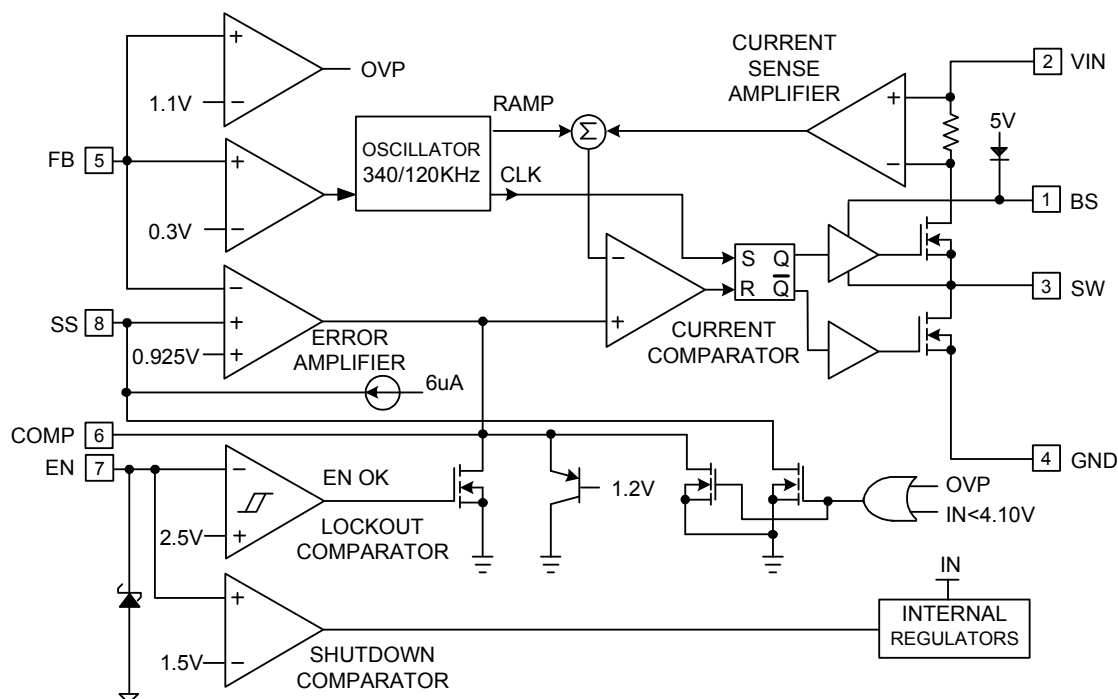 CURRENT
SENSE
AMPLIFIER
2 VIN
+
OVP
1.1V
−
RAMP
Σ
+
−
5V
FB 5
+
OSCILLATOR
340/120KHz
CLK
1 BS
0.3V
−
−
S Q
R Q̅
3 SW
−
SS 8
+
0.925V
+
ERROR
AMPLIFIER
+
CURRENT
COMPARATOR
6uA
COMP 6
EN 7
−
EN OK
1.2V
4 GND
OVP
IN<4.10V
2.5V
+
LOCKOUT
COMPARATOR
IN
+
INTERNAL
REGULATORS
1.5V
−
SHUTDOWN
COMPARATOR